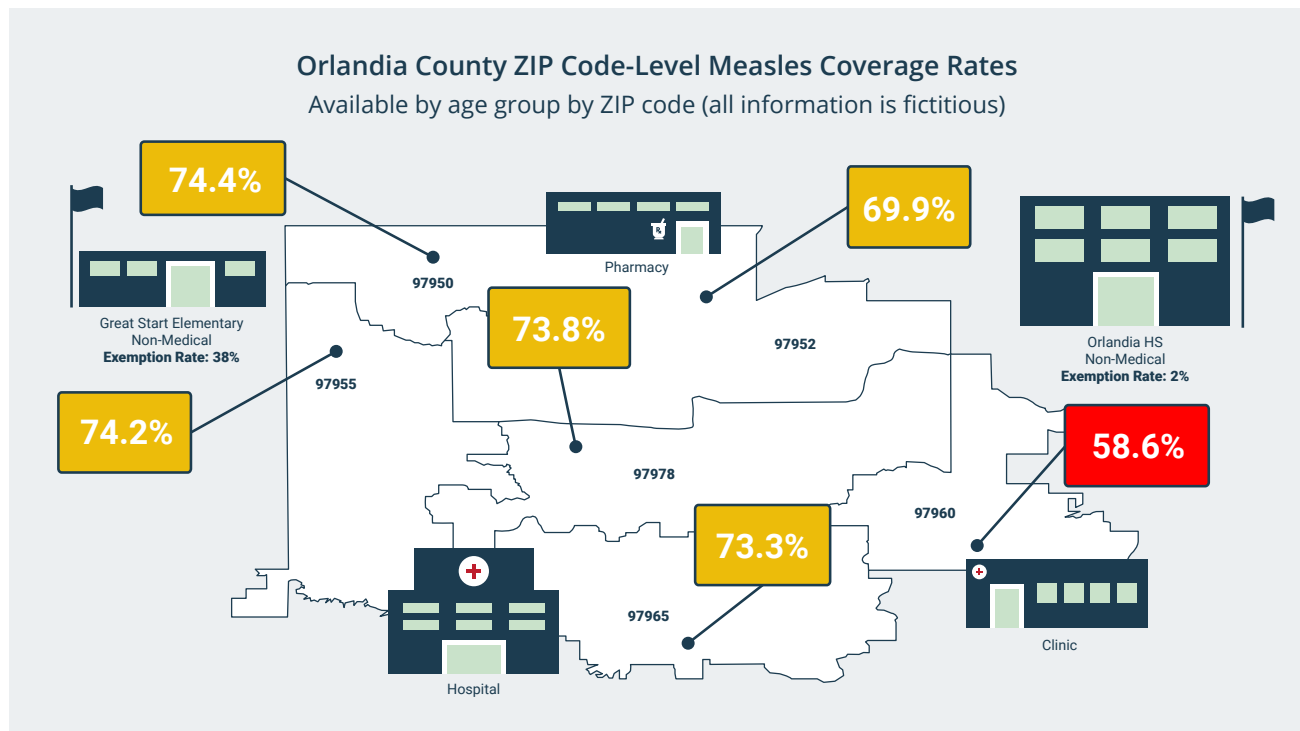 Orlandia County ZIP Code-Level Measles Coverage Rates
Available by age group by ZIP code (all information is fictitious)
74.4%
69.9%
97950
Pharmacy
Great Start Elementary
Non-Medical
Exemption Rate: 38%
73.8%
97952
Orlandia HS
Non-Medical
Exemption Rate: 2%
97955
74.2%
58.6%
97978
97960
73.3%
97965
Clinic
Hospital